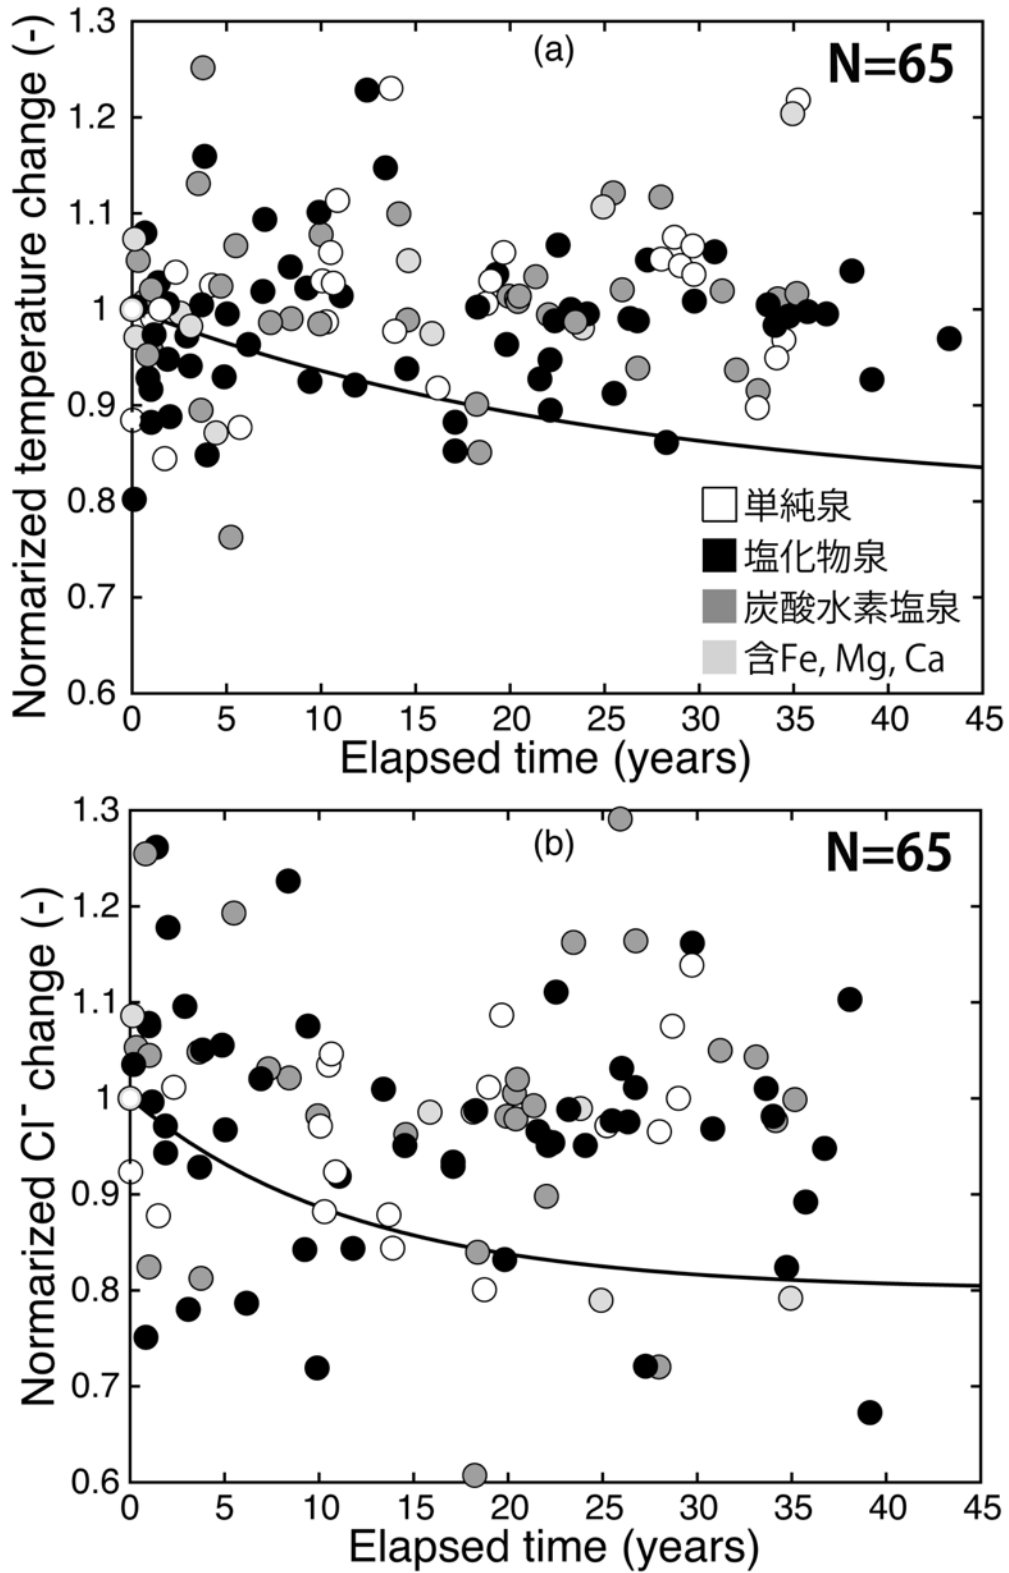 1.3
(a)
N=65
1.2
1.1
1
0.9
0.8
0.7
0.6
Normarized temperature change (-)
単純泉
塩化物泉
炭酸水素塩泉
含Fe, Mg, Ca
0 5 10 15 20 25 30 35 40 45
Elapsed time (years)
1.3
(b)
N=65
1.2
1.1
1
0.9
0.8
0.7
0.6
Normarized Cl⁻ change (-)
0 5 10 15 20 25 30 35 40 45
Elapsed time (years)